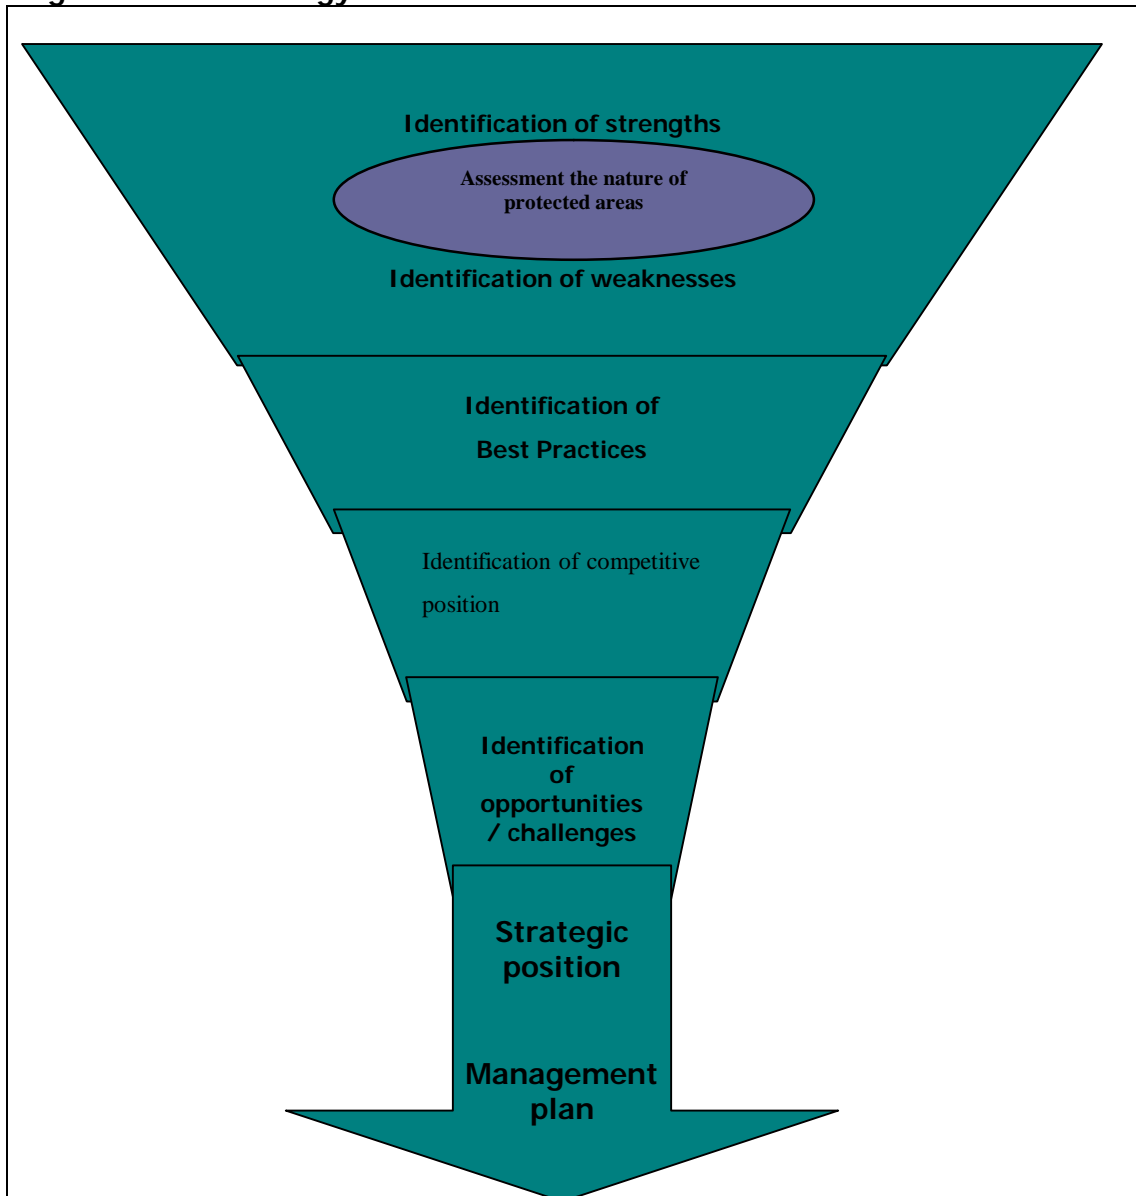 Identification of strengths
Assessment the nature of
protected areas
Identification of weaknesses
Identification of
Best Practices
Identification of competitive
position
Identification
of
opportunities
/ challenges
Strategic
position
Management
plan